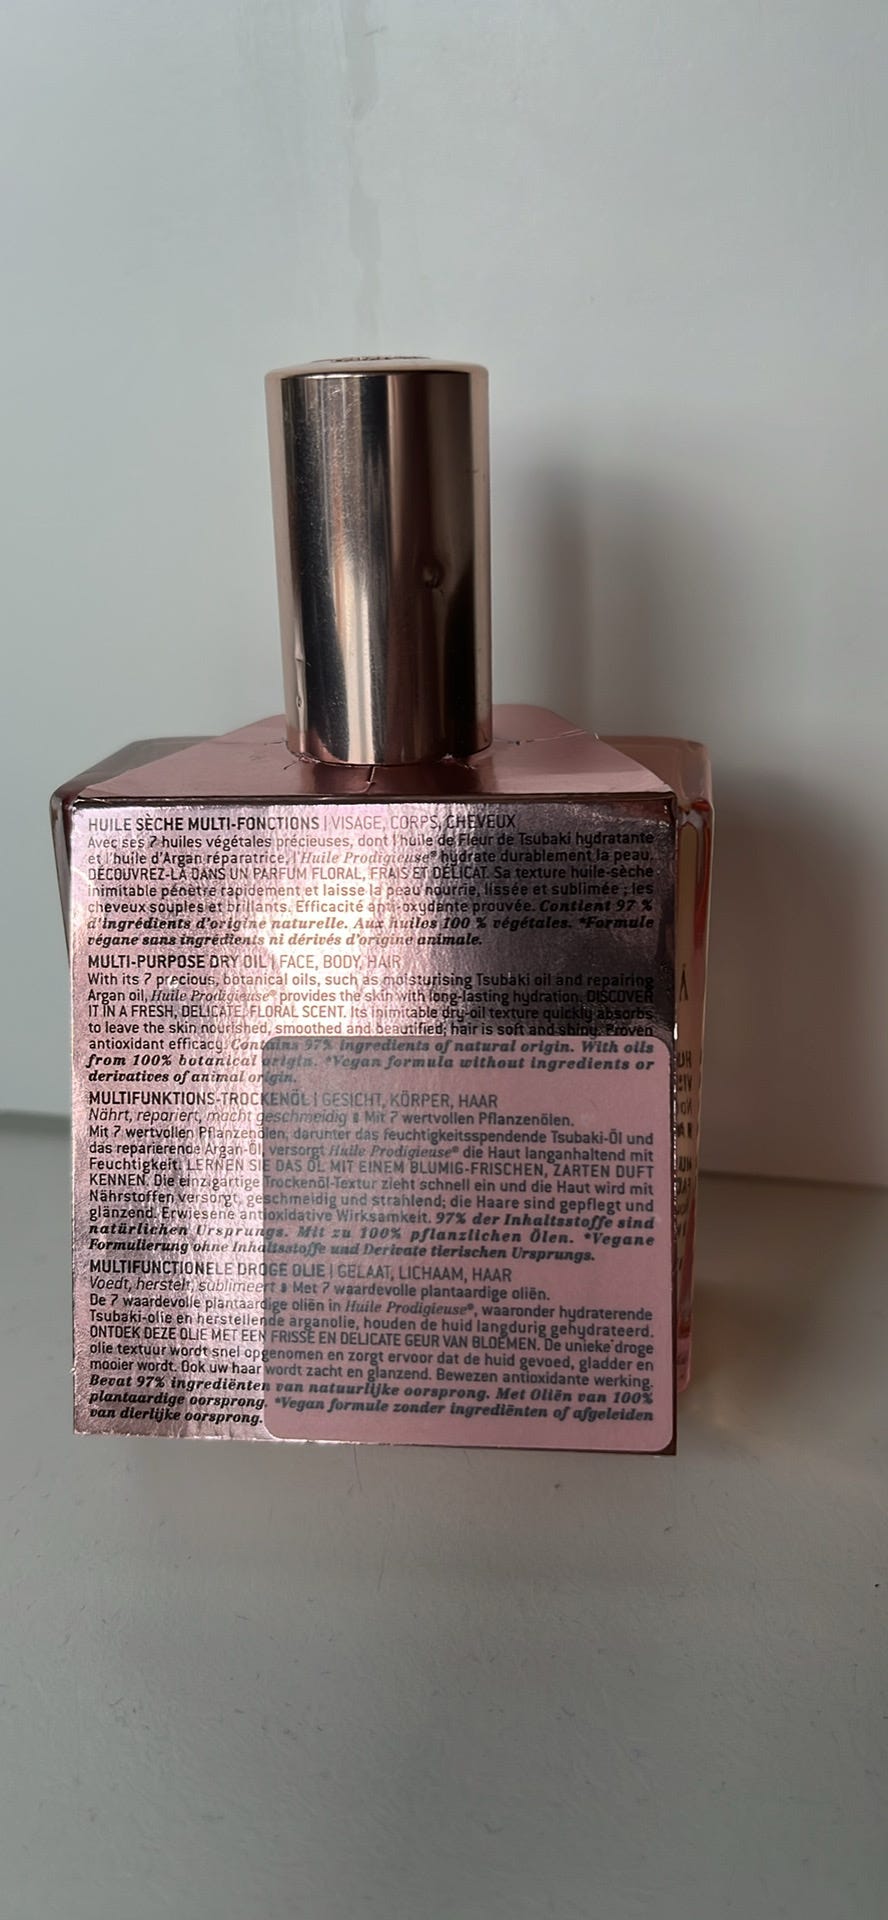 HUILE SÈCHE MULTI-FONCTIONS | VISAGE, CORPS, CHEVEUX
Avec ses 7 huiles végétales précieuses, dont l'huile de Fleur de Tsubaki hydratante
et l'huile d'Argan réparatrice, l'Huile Prodigieuse® hydrate durablement la peau.
DÉCOUVREZ-LA DANS UN PARFUM FLORAL, FRAIS ET DÉLICAT. Sa texture huile-sèche
inimitable pénètre rapidement et laisse la peau nourrie, lissée et sublimée ; les
cheveux souples et brillants. Efficacité anti-oxydante prouvée. Contient 97 %
d'ingrédients d'origine naturelle. Aux huiles 100 % végétales. *Formule
végane sans ingrédients ni dérivés d'origine animale.
MULTI-PURPOSE DRY OIL | FACE, BODY, HAIR
With its 7 precious, botanical oils, such as moisturising Tsubaki oil and repairing
Argan oil, Huile Prodigieuse® provides the skin with long-lasting hydration. DISCOVER
IT IN A FRESH, DELICATE, FLORAL SCENT. Its inimitable dry-oil texture quickly absorbs
to leave the skin nourished, smoothed and beautified; hair is soft and shiny. Proven
antioxidant efficacy. Contains 97% ingredients of natural origin. With oils
from 100% botanical origin. *Vegan formula without ingredients or
derivatives of animal origin.
MULTIFUNKTIONS-TROCKENÖL | GESICHT, KÖRPER, HAAR
Nährt, repariert, macht geschmeidig Mit 7 wertvollen Pflanzenölen.
Mit 7 wertvollen Pflanzenölen, darunter das feuchtigkeitsspendende Tsubaki-Öl und
das reparierende Argan-Öl, versorgt Huile Prodigieuse® die Haut langanhaltend mit
Feuchtigkeit. LERNEN SIE DAS ÖL MIT EINEM BLUMIG-FRISCHEN, ZARTEN DUFT
KENNEN. Die einzigartige Trockenöl-Textur zieht schnell ein und die Haut wird mit
Nährstoffen versorgt, geschmeidig und strahlend; die Haare sind gepflegt und
glänzend. Erwiesene antioxidative Wirksamkeit. 97% der Inhaltsstoffe sind
natürlichen Ursprungs. Mit zu 100% pflanzlichen Ölen. *Vegane
Formulierung ohne Inhaltsstoffe und Derivate tierischen Ursprungs.
MULTIFUNCTIONELE DROGE OLIE | GELAAT, LICHAAM, HAAR
Voedt, herstelt, sublimeert Met 7 waardevolle plantaardige oliën.
De 7 waardevolle plantaardige oliën in Huile Prodigieuse®, waaronder hydraterende
Tsubaki-olie en herstellende arganolie, houden de huid langdurig gehydrateerd.
ONTDEK DEZE OLIE MET EEN FRISSE EN DELICATE GEUR VAN BLOEMEN. De unieke droge
olie textuur wordt snel opgenomen en zorgt ervoor dat de huid gevoed, gladder en
mooier wordt. Ook uw haar wordt zacht en glanzend. Bewezen antioxidante werking.
Bevat 97% ingrediënten van natuurlijke oorsprong. Met Oliën van 100%
plantaardige oorsprong. *Vegan formule zonder ingrediënten of afgeleiden
van dierlijke oorsprong.